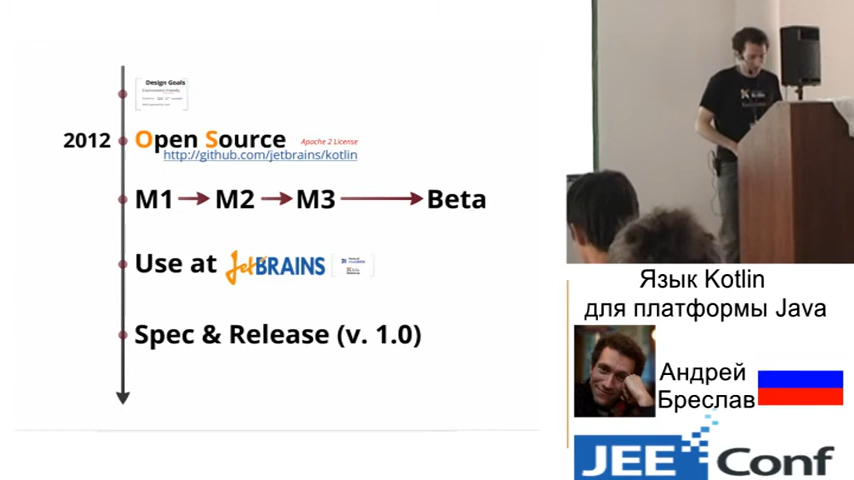 Design Goals
2012
Open Source
Apache 2 License
http://github.com/jetbrains/kotlin
M1 M2 M3 Beta
Use at JetBRAINS
Spec & Release (v. 1.0)
Язык Kotlin
для платформы Java
Андрей
Бреслав
JEE Conf